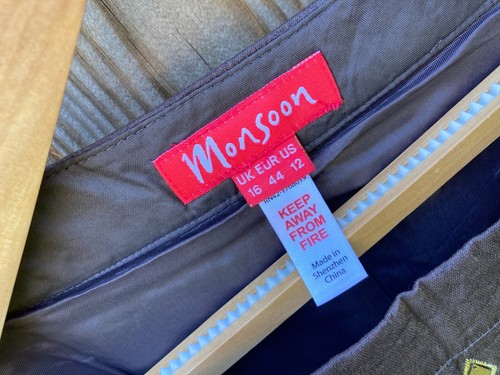 Monsoon
UK EUR US
16 44 12
KEEP
AWAY
FROM
FIRE
Made in
Shenzhen
China